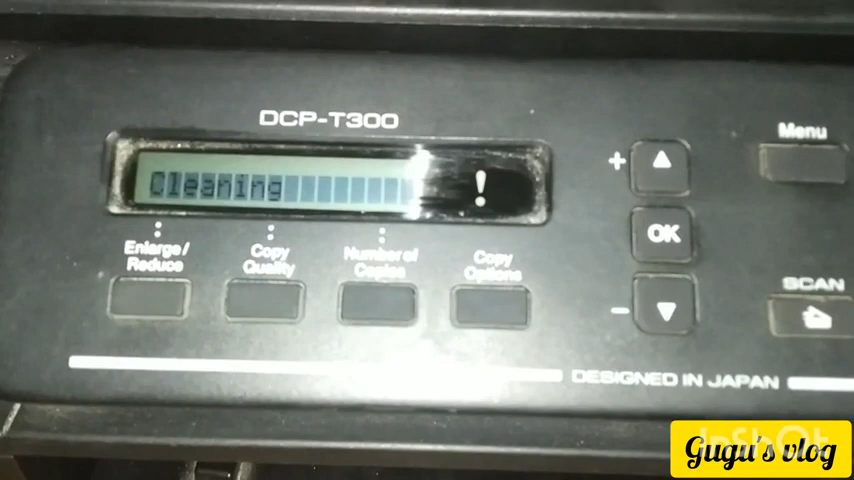 DCP-T300
Menu
Cleaning
!
+
OK
-
Enlarge/
Reduce
Copy
Quality
Number of
Copies
Copy
Options
SCAN
DESIGNED IN JAPAN
InShOt
Gugu's vlog